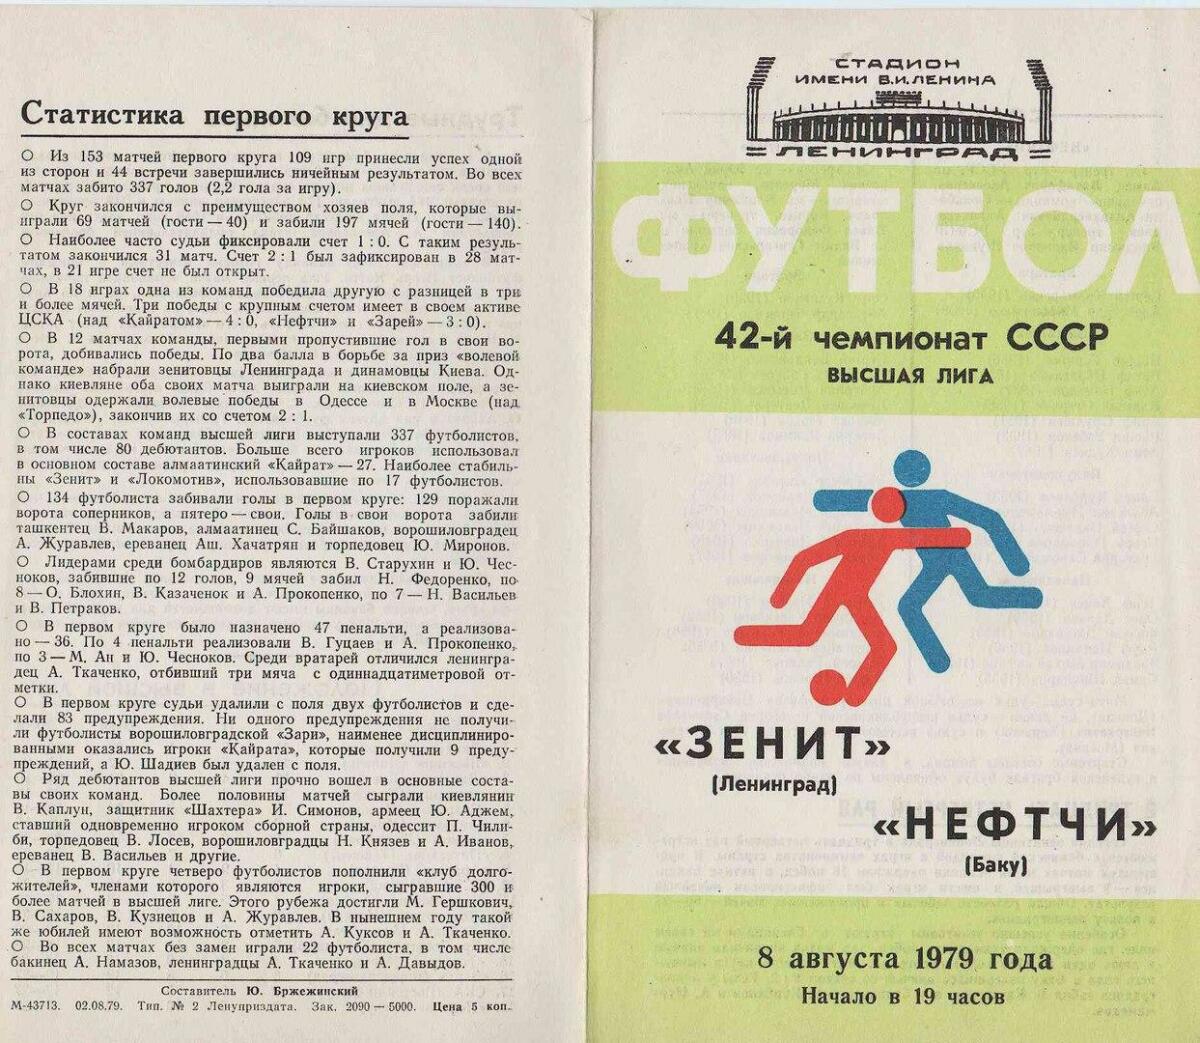 Статистика первого круга
О Из 153 матчей первого круга 109 игр принесли успех одной
из сторон и 44 встречи завершились ничейным результатом. Во всех
матчах забито 337 голов (2,2 гола за игру).
О Круг закончился с преимуществом хозяев поля, которые вы-
играли 69 матчей (гости — 40) и забили 197 мячей (гости — 140).
О Наиболее часто судьи фиксировали счет 1 : 0. С таким резуль-
татом закончился 31 матч. Счет 2 : 1 был зафиксирован в 28 мат-
чах, в 21 игре счет не был открыт.
О В 18 играх одна из команд победила другую с разницей в три
и более мячей. Три победы с крупным счетом имеет в своем активе
ЦСКА (над «Кайратом» — 4 : 0, «Нефтчи» и «Зарей» — 3 : 0).
О В 12 матчах команды, первыми пропустившие гол в свои во-
рота, добивались победы. По два балла в борьбе за приз «волевой
команде» набрали зенитовцы Ленинграда и динамовцы Киева. Од-
нако киевляне оба своих матча выиграли на киевском поле, а зе-
нитовцы одержали волевые победы в Одессе и в Москве (над
«Торпедо»), закончив их со счетом 2 : 1.
О В составах команд высшей лиги выступали 337 футболистов,
в том числе 80 дебютантов. Больше всего игроков использовал
в основном составе алмаатинский «Кайрат» — 27. Наиболее стабиль-
ны «Зенит» и «Локомотив», использовавшие по 17 футболистов.
О 134 футболиста забивали голы в первом круге: 129 поражали
ворота соперников, а пятеро — свои. Голы в свои ворота забили
ташкентец В. Макаров, алмаатинец С. Байшаков, ворошиловградец
А. Журавлев, ереванец Аш. Хачатрян и торпедовец Ю. Миронов.
О Лидерами среди бомбардиров являются В. Старухин и Ю. Чес-
ноков, забившие по 12 голов, 9 мячей забил Н. Федоренко, по
8 — О. Блохин, В. Казаченок и А. Прокопенко, по 7 — Н. Васильев
и В. Петраков.
О В первом круге было назначено 47 пенальти, а реализова-
но — 36. По 4 пенальти реализовали В. Гуцаев и А. Прокопенко,
по 3 — М. Ан и Ю. Чесноков. Среди вратарей отличился ленингра-
дец А. Ткаченко, отбивший три мяча с одиннадцатиметровой от-
метки.
О В первом круге судьи удалили с поля двух футболистов и сде-
лали 83 предупреждения. Ни одного предупреждения не получи-
ли футболисты ворошиловградской «Зари», наименее дисциплиниро-
ванными оказались игроки «Кайрата», которые получили 9 преду-
преждений, а Ю. Шадиев был удален с поля.
О Ряд дебютантов высшей лиги прочно вошел в основные соста-
вы своих команд. Более половины матчей сыграли киевлянин
В. Каплун, защитник «Шахтера» И. Симонов, армеец Ю. Аджем,
ставший одновременно игроком сборной страны, одессит П. Чили-
би, торпедовец В. Лосев, ворошиловградцы Н. Князев и А. Иванов,
ереванец В. Васильев и другие.
О В первом круге четверо футболистов пополнили «клуб долго-
жителей», членами которого являются игроки, сыгравшие 300 и
более матчей в высшей лиге. Этого рубежа достигли М. Гершкович,
В. Сахаров, В. Кузнецов и А. Журавлев. В нынешнем году такой
же юбилей имеют возможность отметить А. Куксов и А. Ткаченко.
О Во всех матчах без замен играли 22 футболиста, в том числе
бакинец А. Намазов, ленинградцы А. Ткаченко и А. Давыдов.
Составитель Ю. Бржежинский
М-43713. 02.08.79. Тип. № 2 Ленуприздата. Зак. 2090 — 5000. Цена 5 коп.
СТАДИОН
ИМЕНИ В.И.ЛЕНИНА
ЛЕНИНГРАД
ФУТБОЛ
42-й чемпионат СССР
ВЫСШАЯ ЛИГА
«ЗЕНИТ»
(Ленинград)
«НЕФТЧИ»
(Баку)
8 августа 1979 года
Начало в 19 часов